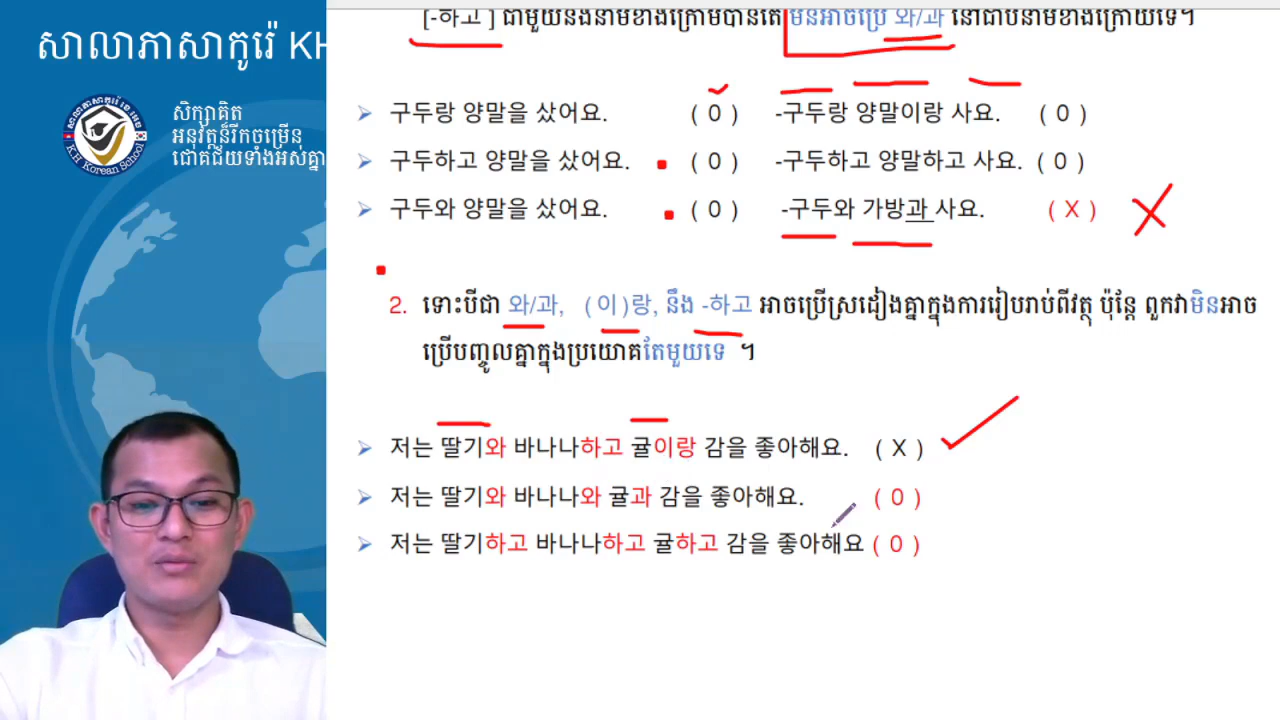 សាលាភាសាកូរ៉េ KH
សិក្សាគិត
អនុវត្តន៍រីកចម្រើន
ជោគជ័យទាំងអស់គ្នា
K.H Korean School
[-하고 ] ជាមួយនឹងនាមខាងក្រោមបានតែ មិនអាចប្រើ 와/과 នៅជាប់នាមខាងក្រោយទេ។
➢ 구두랑 양말을 샀어요. ( 0 ) -구두랑 양말이랑 사요. ( 0 )
➢ 구두하고 양말을 샀어요. ( 0 ) -구두하고 양말하고 사요. ( 0 )
➢ 구두와 양말을 샀어요. ( 0 ) -구두와 가방과 사요. ( X )
2. ទោះបីជា 와/과, (이)랑, នឹង -하고 អាចប្រើស្រដៀងគ្នាក្នុងការរៀបរាប់ពីវត្ថុ ប៉ុន្តែ ពួកវាមិនអាច
ប្រើបញ្ចូលគ្នាក្នុងប្រយោគតែមួយទេ ។
➢ 저는 딸기와 바나나하고 귤이랑 감을 좋아해요. ( X )
➢ 저는 딸기와 바나나와 귤과 감을 좋아해요. ( 0 )
➢ 저는 딸기하고 바나나하고 귤하고 감을 좋아해요 ( 0 )